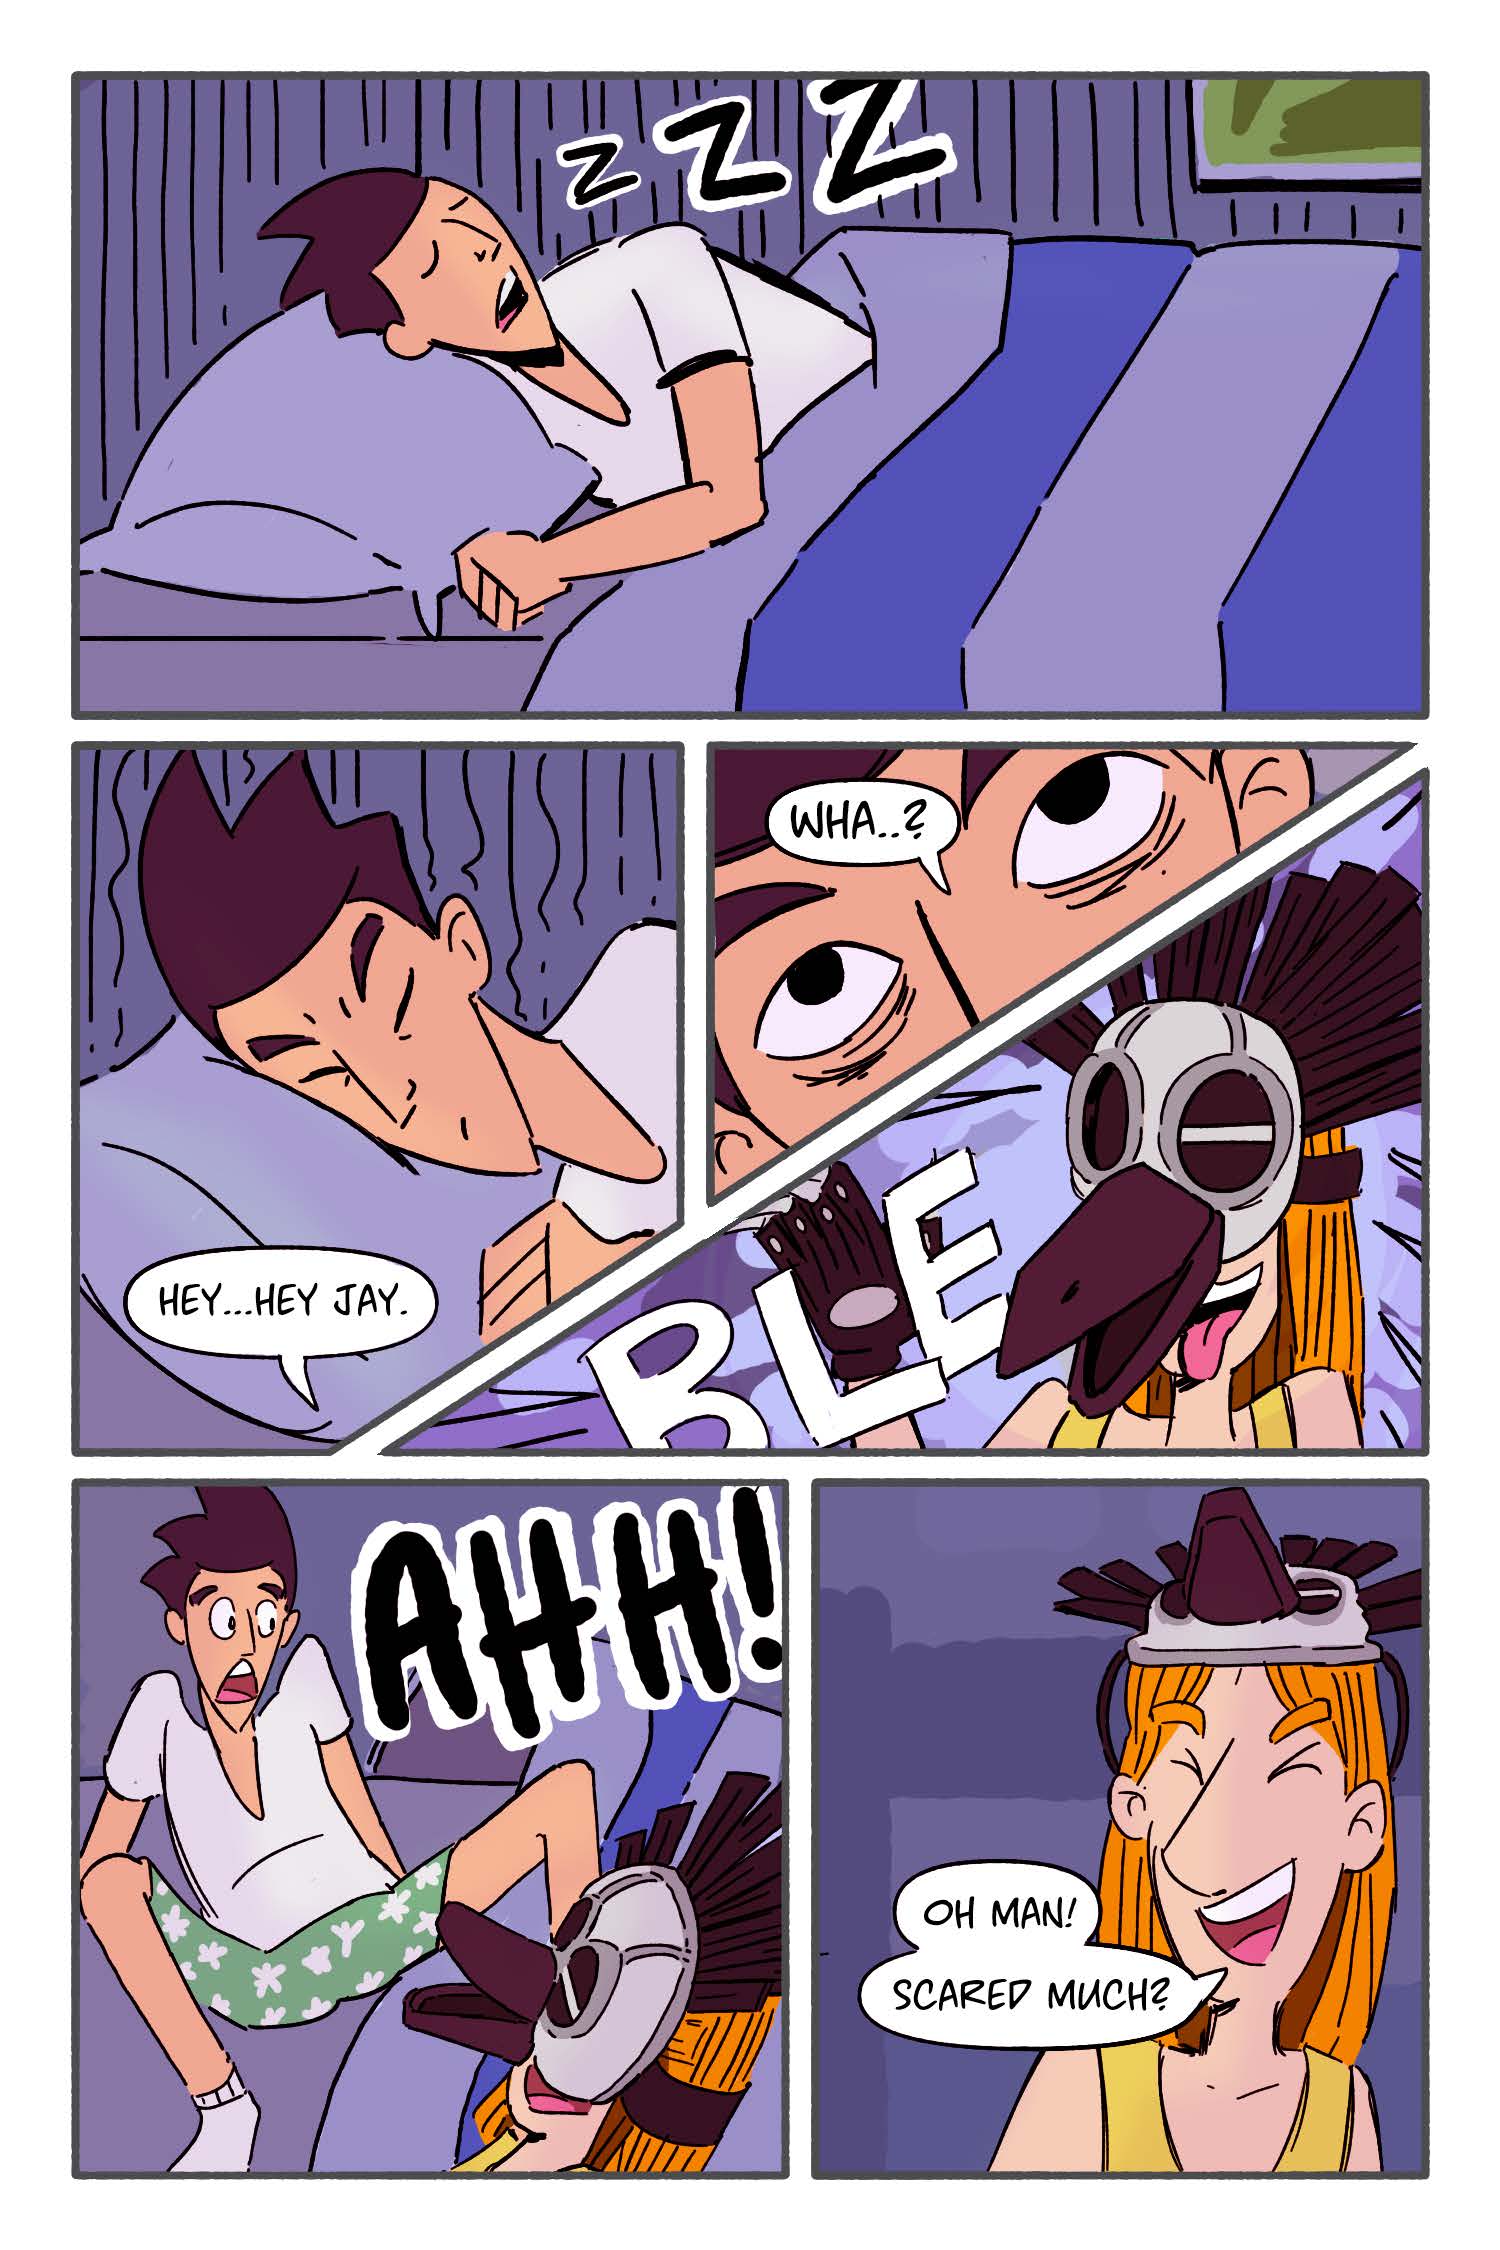 Z Z Z
HEY...HEY JAY.
WHA..?
BLE
AHH!
OH MAN!
SCARED MUCH?